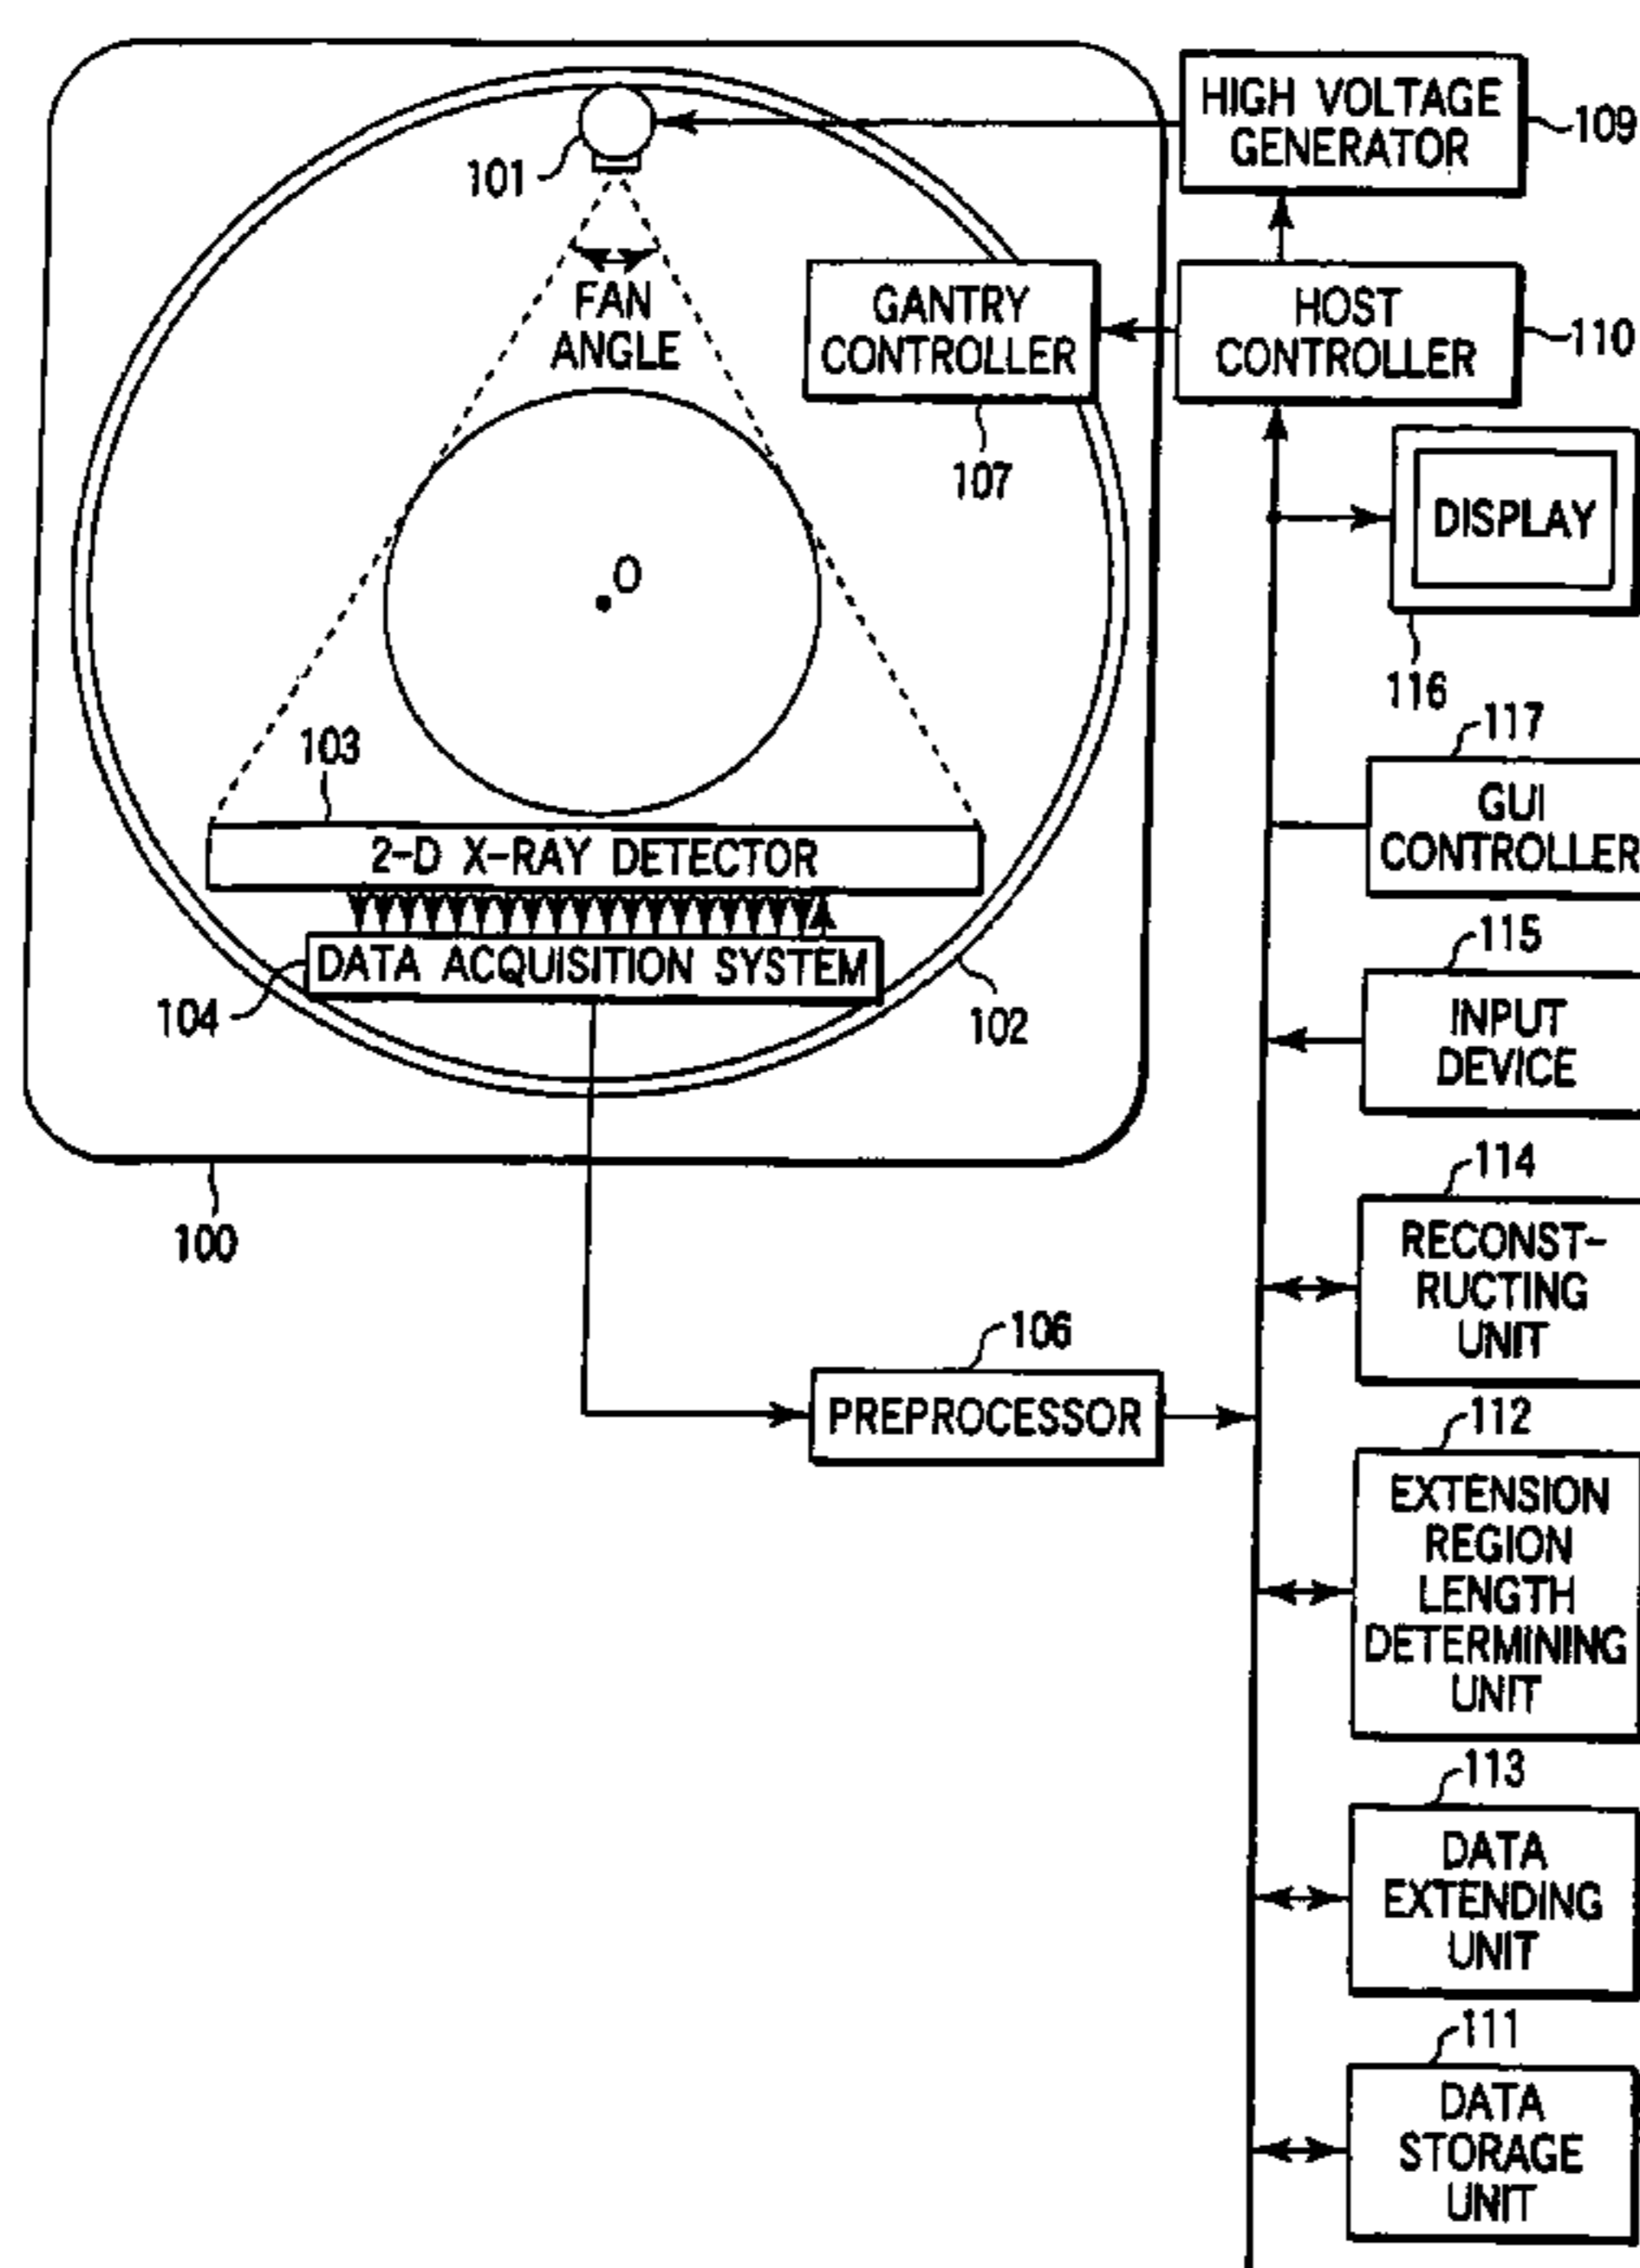 HIGH VOLTAGE
GENERATOR
109
101
FAN
ANGLE
GANTRY
CONTROLLER
107
HOST
CONTROLLER
110
DISPLAY
116
O
103
2-D X-RAY DETECTOR
DATA ACQUISITION SYSTEM
104
102
100
117
GUI
CONTROLLER
115
INPUT
DEVICE
114
RECONST-
RUCTING
UNIT
106
PREPROCESSOR
112
EXTENSION
REGION
LENGTH
DETERMINING
UNIT
113
DATA
EXTENDING
UNIT
111
DATA
STORAGE
UNIT